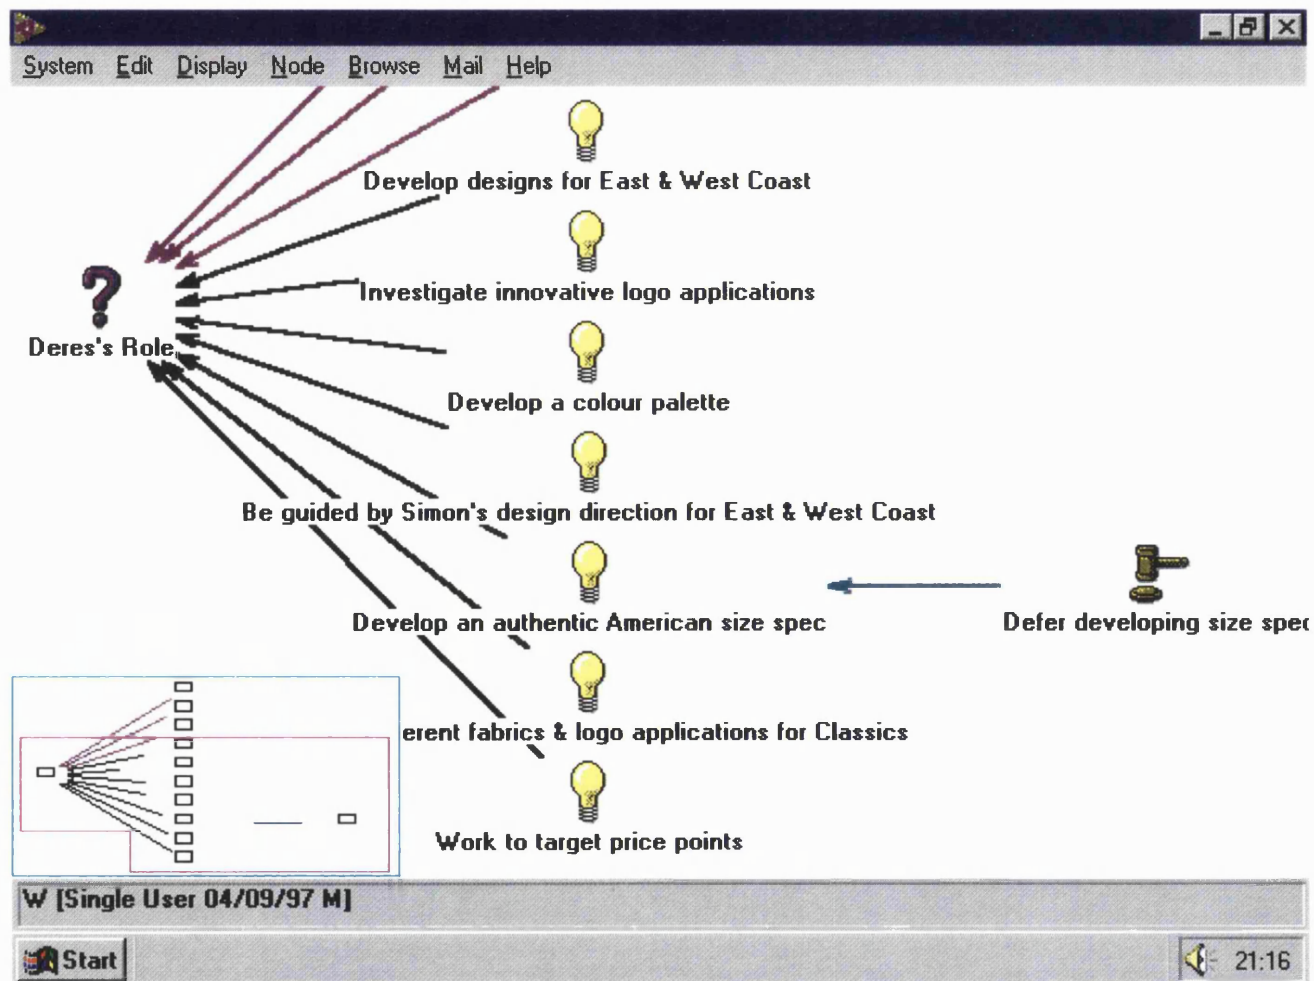 System Edit Display Node Browse Mail Help
Develop designs for East & West Coast
Investigate innovative logo applications
Deres's Role
Develop a colour palette
Be guided by Simon's design direction for East & West Coast
Develop an authentic American size spec
Defer developing size spec
erent fabrics & logo applications for Classics
Work to target price points
W [Single User 04/09/97 M]
Start
21:16